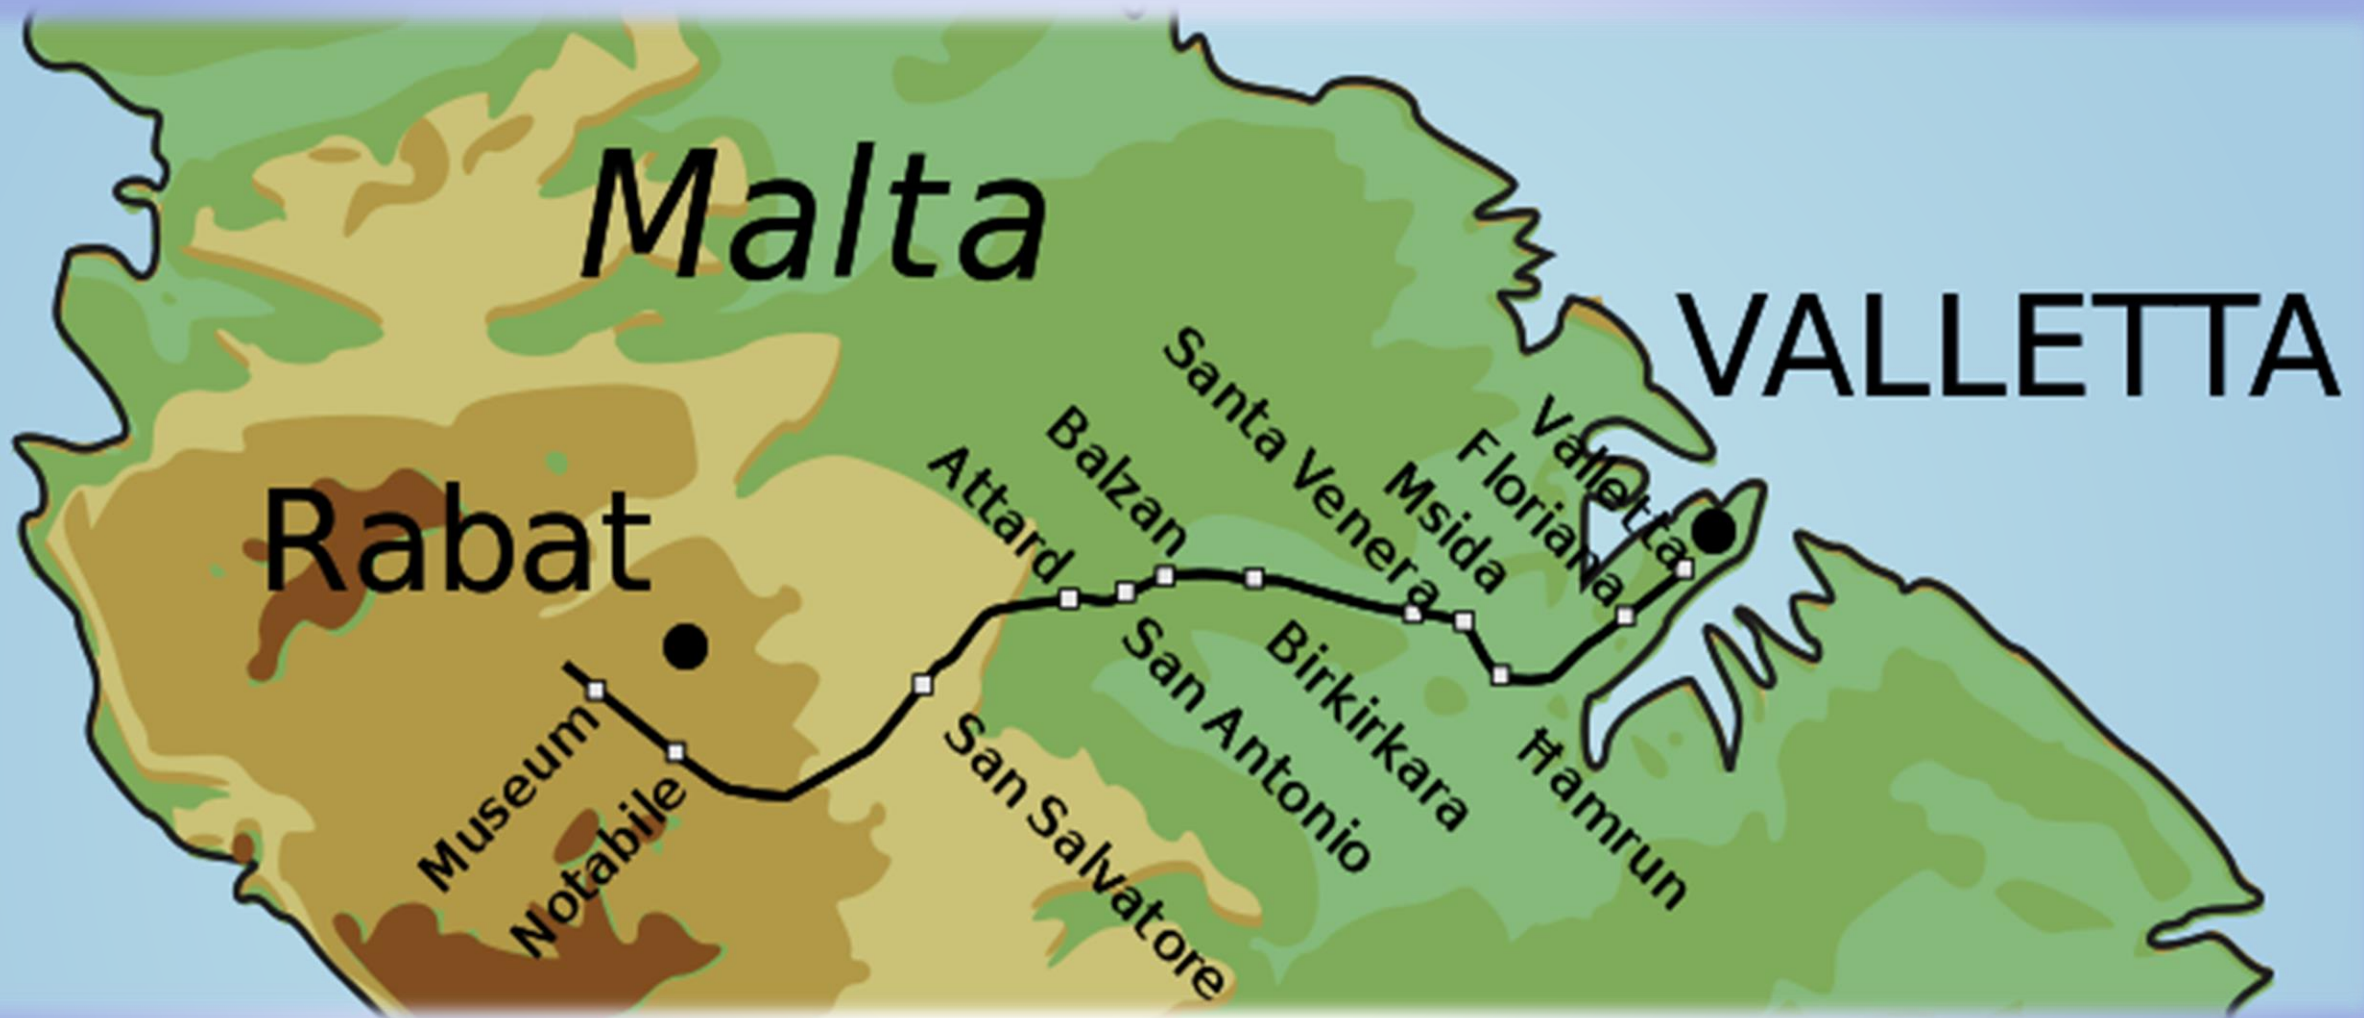 Malta
VALLETTA
Rabat
Valletta
Floriana
Msida
Santa Venera
Balzan
Attard
Museum
Notabile
San Salvatore
San Antonio
Birkirkara
Ħamrun